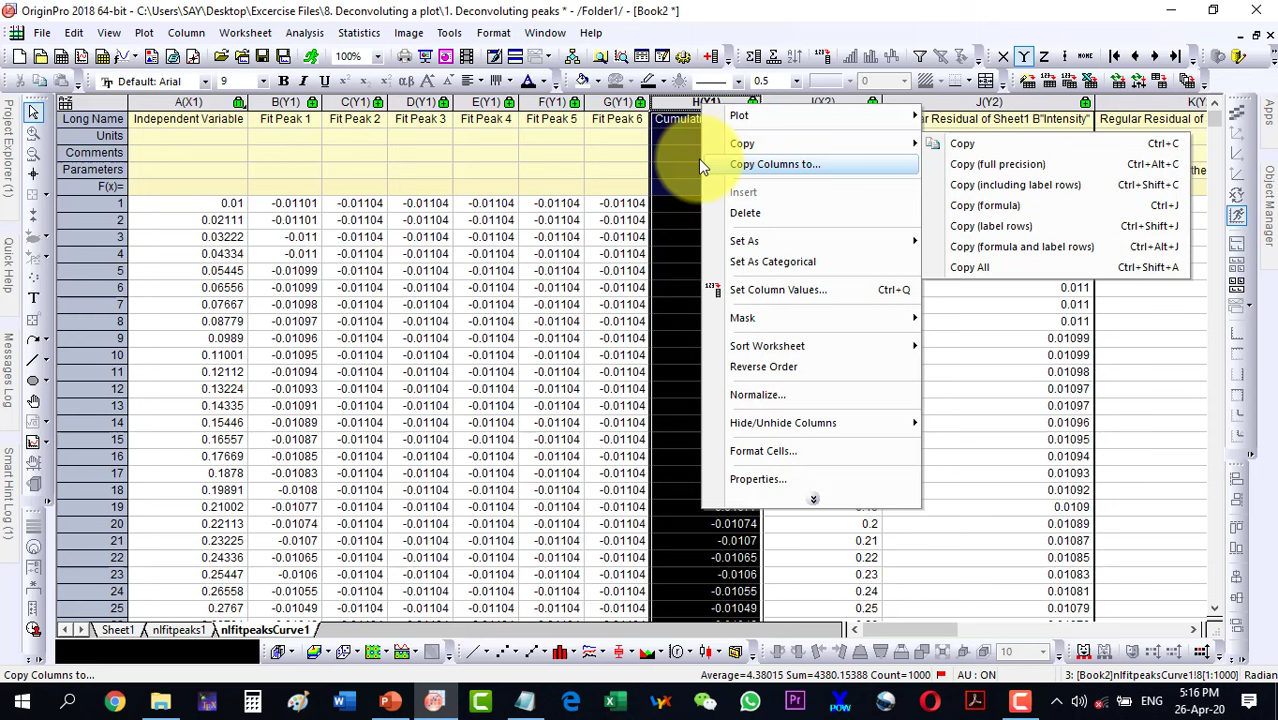 OriginPro 2018 64-bit - C:\Users\SAY\Desktop\Excercise Files\8. Deconvoluting a plot\1. Deconvoluting peaks * - /Folder1/ - [Book2 *]
File Edit View Plot Column Worksheet Analysis Statistics Image Tools Format Window Help
100% X Y Z HOME
Default: Arial 9 B I U 0.5 0
A(X1) B(Y1) C(Y1) D(Y1) E(Y1) F(Y1) G(Y1) H(Y1) J(Y2)
Long Name Independent Variable Fit Peak 1 Fit Peak 2 Fit Peak 3 Fit Peak 4 Fit Peak 5 Fit Peak 6 Residual of Sheet1 B"Intensity" Regular Residual of Sheet1
Units
Comments
Parameters
F(x)=
1 0.01 -0.01101 -0.01104 -0.01104 -0.01104 -0.01104 -0.01104
2 0.02111 -0.01101 -0.01104 -0.01104 -0.01104 -0.01104 -0.01104
3 0.03222 -0.011 -0.01104 -0.01104 -0.01104 -0.01104 -0.01104
4 0.04334 -0.011 -0.01104 -0.01104 -0.01104 -0.01104 -0.01104
5 0.05445 -0.01099 -0.01104 -0.01104 -0.01104 -0.01104 -0.01104
6 0.06556 -0.01099 -0.01104 -0.01104 -0.01104 -0.01104 -0.01104 0.011
7 0.07667 -0.01098 -0.01104 -0.01104 -0.01104 -0.01104 -0.01104 0.011
8 0.08779 -0.01096 -0.01104 -0.01104 -0.01104 -0.01104 -0.01104 0.011
9 0.0989 -0.01096 -0.01104 -0.01104 -0.01104 -0.01104 -0.01104 0.01099
10 0.11001 -0.01095 -0.01104 -0.01104 -0.01104 -0.01104 -0.01104 0.01099
11 0.12112 -0.01094 -0.01104 -0.01104 -0.01104 -0.01104 -0.01104 0.01098
12 0.13224 -0.01093 -0.01104 -0.01104 -0.01104 -0.01104 -0.01104 0.01098
13 0.14335 -0.01091 -0.01104 -0.01104 -0.01104 -0.01104 -0.01104 0.01097
14 0.15446 -0.01090 -0.01104 -0.01104 -0.01104 -0.01104 -0.01104 0.01096
15 0.16557 -0.01087 -0.01104 -0.01104 -0.01104 -0.01104 -0.01104 0.01095
16 0.17669 -0.01085 -0.01104 -0.01104 -0.01104 -0.01104 -0.01104 0.01094
17 0.1878 -0.01083 -0.01104 -0.01104 -0.01104 -0.01104 -0.01104 0.01093
18 0.19891 -0.0108 -0.01104 -0.01104 -0.01104 -0.01104 -0.01104 0.01092
19 0.21002 -0.01077 -0.01104 -0.01104 -0.01104 -0.01104 -0.01104 0.0109
20 0.22113 -0.01074 -0.01104 -0.01104 -0.01104 -0.01104 -0.01104 -0.01074 0.2 0.01089
21 0.23225 -0.0107 -0.01104 -0.01104 -0.01104 -0.01104 -0.01104 -0.0107 0.21 0.01087
22 0.24336 -0.01065 -0.01104 -0.01104 -0.01104 -0.01104 -0.01104 -0.01065 0.22 0.01085
23 0.25447 -0.0106 -0.01104 -0.01104 -0.01104 -0.01104 -0.01104 -0.0106 0.23 0.01083
24 0.26558 -0.01055 -0.01104 -0.01104 -0.01104 -0.01104 -0.01104 -0.01055 0.24 0.01081
25 0.2767 -0.01049 -0.01104 -0.01104 -0.01104 -0.01104 -0.01104 -0.01049 0.25 0.01079
Plot
Copy
Copy Columns to...
Insert
Delete
Set As
Set As Categorical
Set Column Values... Ctrl+Q
Mask
Sort Worksheet
Reverse Order
Normalize...
Hide/Unhide Columns
Format Cells...
Properties...
Copy Ctrl+C
Copy (full precision) Ctrl+Alt+C
Copy (including label rows) Ctrl+Shift+C
Copy (formula) Ctrl+J
Copy (label rows) Ctrl+Shift+J
Copy (formula and label rows) Ctrl+Alt+J
Copy All Ctrl+Shift+A
Project Explorer (1)
Quick Help
Messages Log
Smart Hint Log (1)
Apps
Object Manager
Sheet1 nlfitpeaks1 nlfitpeaksCurve1
10
Copy Columns to... Average=4.38015 Sum=4380.15388 Count=1000 AU : ON 3: [Book2]nlfitpeaksCurve1!8[1:1000] Radian
5:16 PM
26-Apr-20